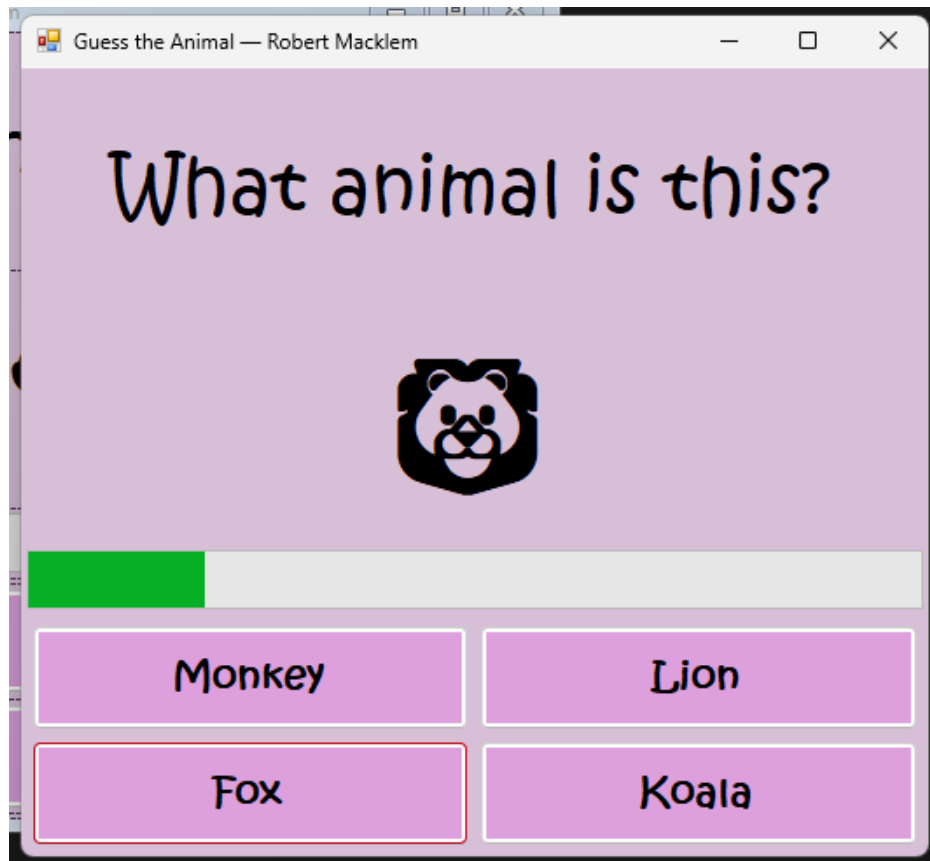 Guess the Animal — Robert Macklem
What animal is this?
Monkey
Lion
Fox
Koala